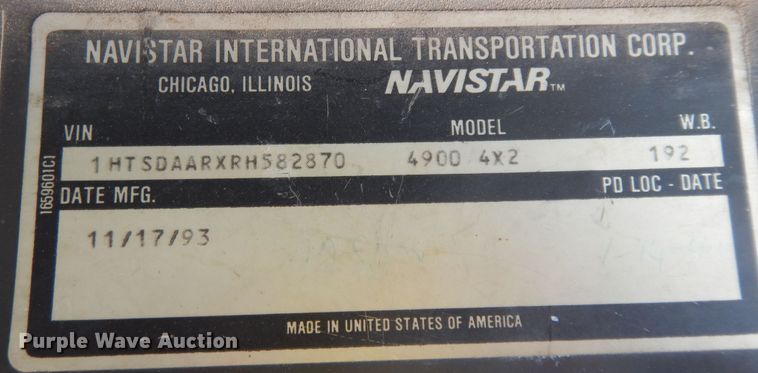 NAVISTAR INTERNATIONAL TRANSPORTATION CORP.
CHICAGO, ILLINOIS NAVISTAR™
VIN MODEL W.B.
1HTSDAARXRH582870 4900 4X2 192
1659601C1
DATE MFG. PD LOC - DATE
11/17/93
MADE IN UNITED STATES OF AMERICA
Purple Wave Auction